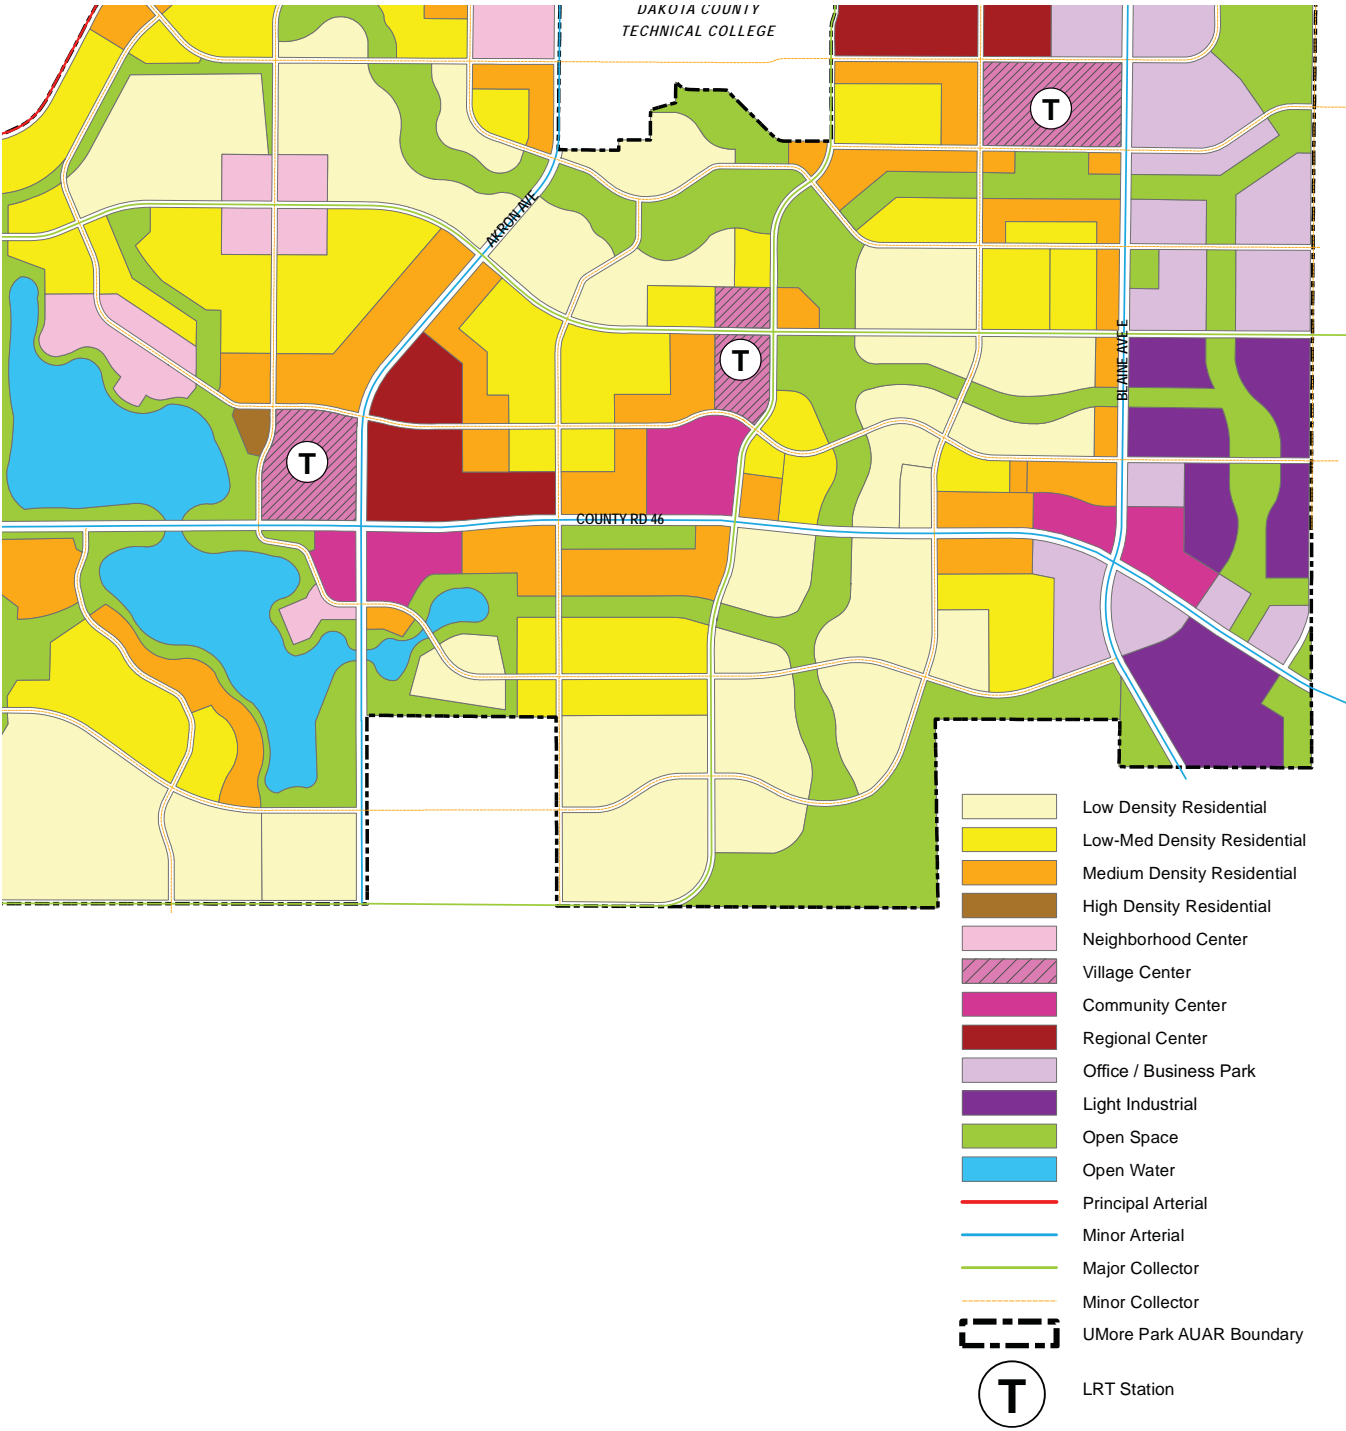 DAKOTA COUNTY
TECHNICAL COLLEGE
T
AKRON AVE
T
BLAINE AVE E
T
COUNTY RD 46
Low Density Residential
Low-Med Density Residential
Medium Density Residential
High Density Residential
Neighborhood Center
Village Center
Community Center
Regional Center
Office / Business Park
Light Industrial
Open Space
Open Water
Principal Arterial
Minor Arterial
Major Collector
Minor Collector
UMore Park AUAR Boundary
T
LRT Station